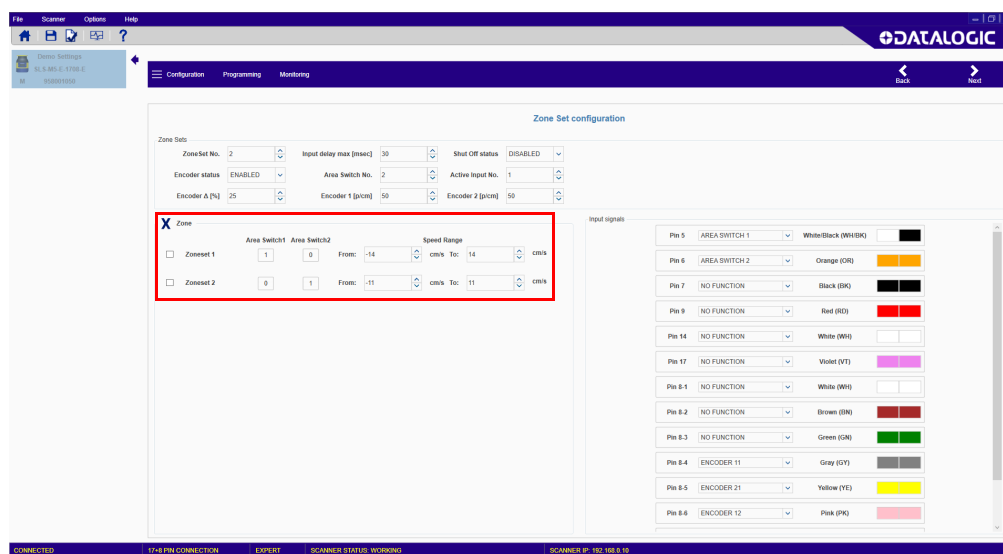 File Scanner Options Help
?
DATALOGIC
Demo Settings
SLS-M5-E-1708-E
M 950001050
Configuration Programming Monitoring
Back Next
Zone Set configuration
Zone Sets
ZoneSet No. 2 Input delay max [msec] 30 Shut Off status DISABLED
Encoder status ENABLED Area Switch No. 2 Active Input No. 1
Encoder Δ [%] 25 Encoder 1 [p/cm] 50 Encoder 2 [p/cm] 50
X Zone
Area Switch1 Area Switch2 Speed Range
Zoneset 1 1 0 From: -14 cm/s To: 14 cm/s
Zoneset 2 0 1 From: -11 cm/s To: 11 cm/s
Input signals
Pin 5 AREA SWITCH 1 White/Black (WH/BK)
Pin 6 AREA SWITCH 2 Orange (OR)
Pin 7 NO FUNCTION Black (BK)
Pin 9 NO FUNCTION Red (RD)
Pin 14 NO FUNCTION White (WH)
Pin 17 NO FUNCTION Violet (VT)
Pin 8-1 NO FUNCTION White (WH)
Pin 8-2 NO FUNCTION Brown (BN)
Pin 8-3 NO FUNCTION Green (GN)
Pin 8-4 ENCODER 11 Gray (GY)
Pin 8-5 ENCODER 21 Yellow (YE)
Pin 8-6 ENCODER 12 Pink (PK)
CONNECTED 17+8 PIN CONNECTION EXPERT SCANNER STATUS: WORKING SCANNER IP: 192.168.0.10